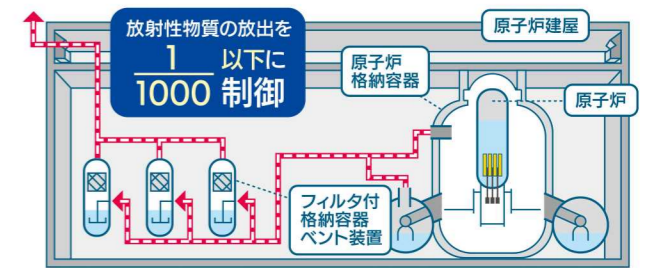 放射性物質の放出を
1
1000
以下に
制御
原子炉建屋
原子炉
格納容器
原子炉
フィルタ付
格納容器
ベント装置